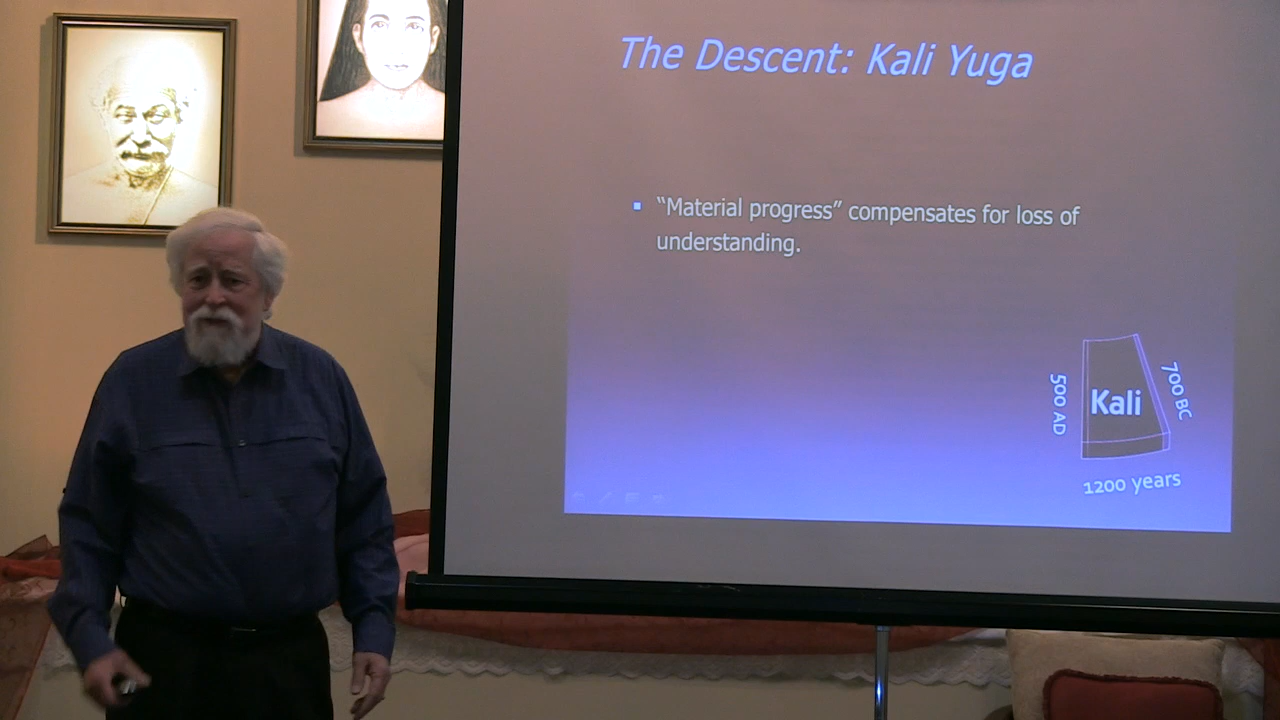 The Descent: Kali Yuga
“Material progress” compensates for loss of
understanding.
500 AD
Kali
700 BC
1200 years